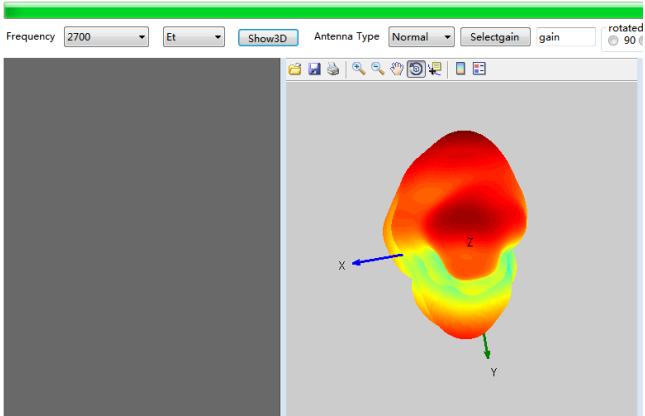 rotated
Frequency 2700 Et Show3D Antenna Type Normal Selectgain gain 90
Z
X
Y